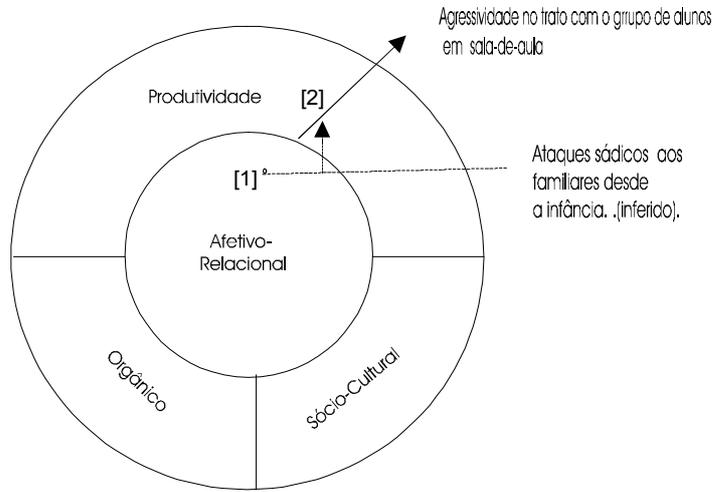 Agressividade no trato com o grrupo de alunos
em sala-de-aula
Produtividade
[2]
Ataques sádicos aos
familiares desde
a infância. .(inferido).
[1]º
Afetivo-
Relacional
Orgânico
Sócio-Cultural